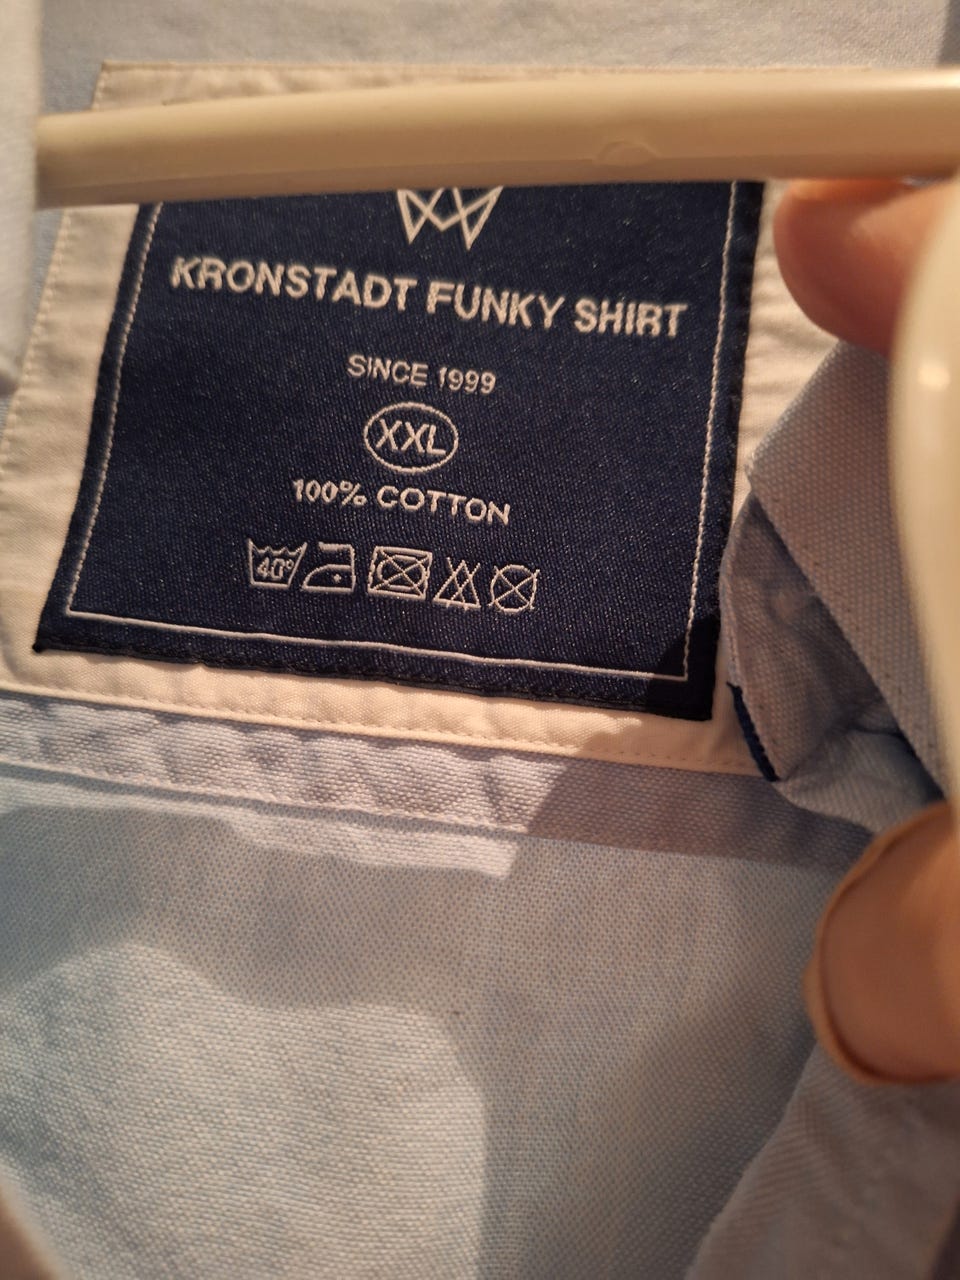 KRONSTADT FUNKY SHIRT
SINCE 1999
XXL
100% COTTON
40°